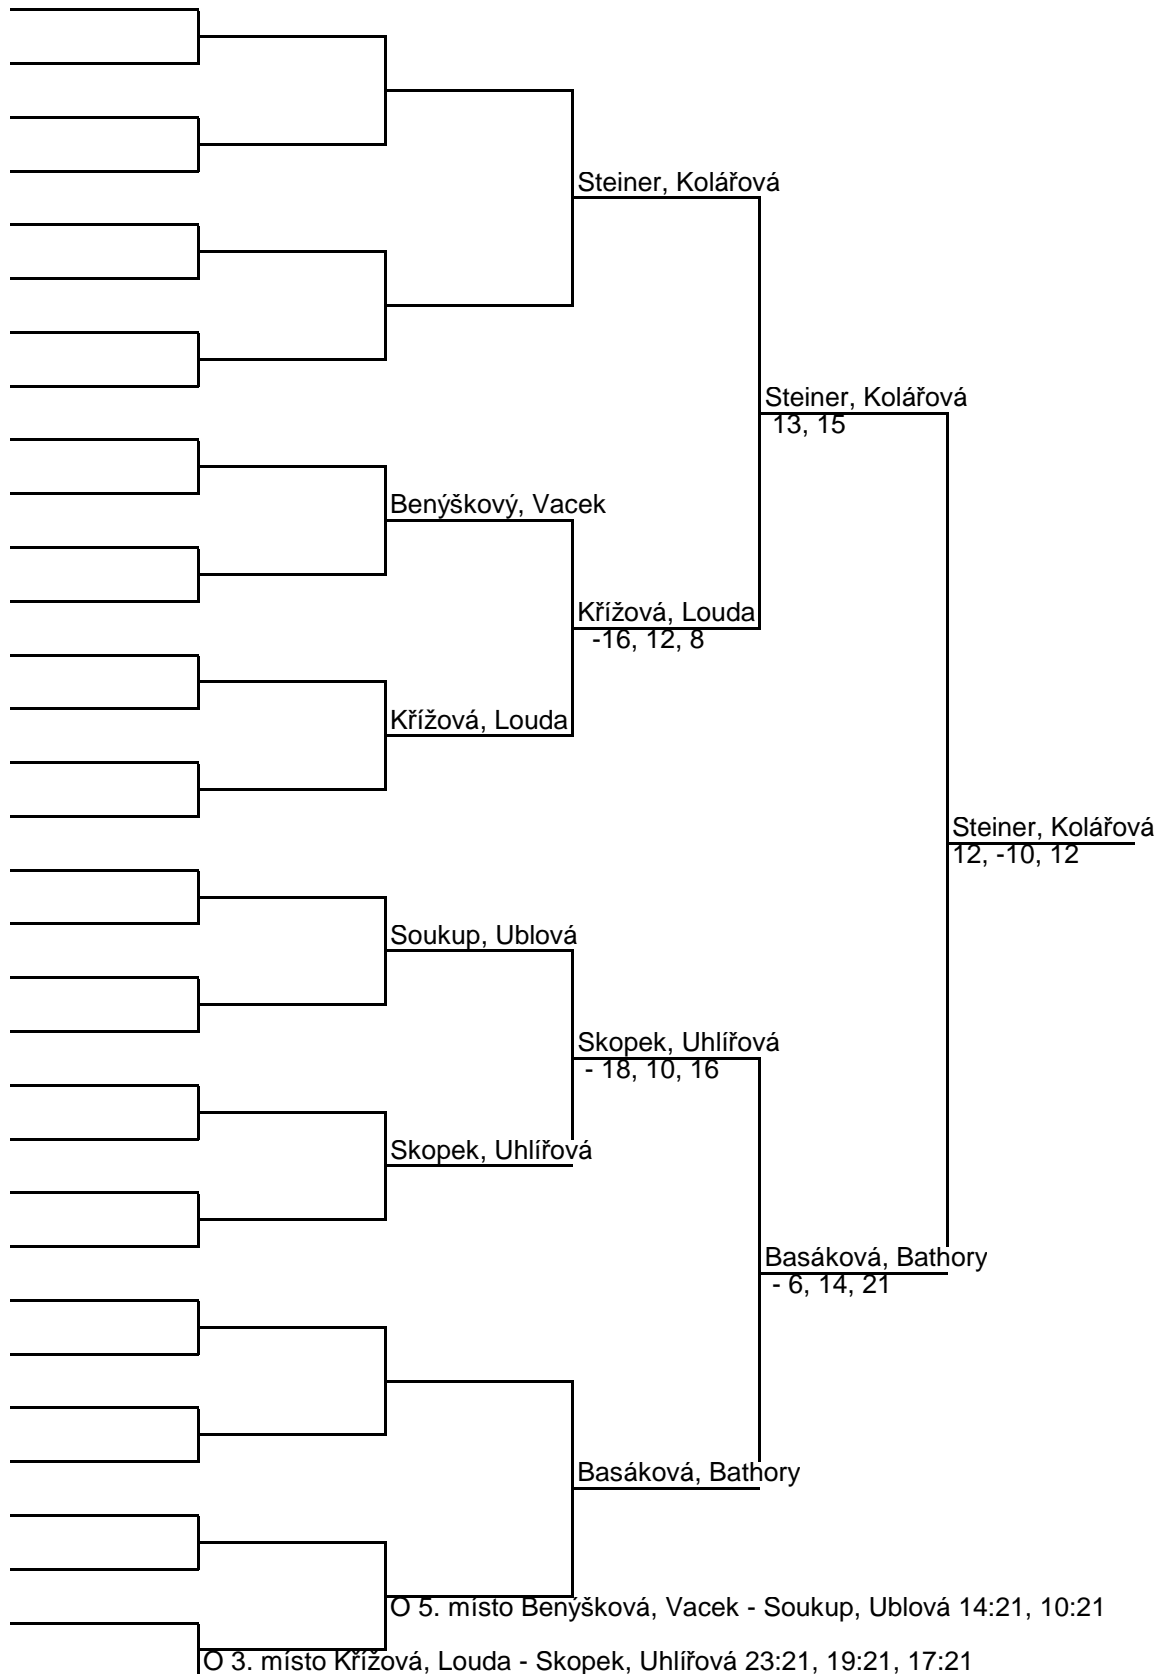 Steiner, Kolářová
Steiner, Kolářová
13, 15
Benýškový, Vacek
Křížová, Louda
-16, 12, 8
Křížová, Louda
Steiner, Kolářová
12, -10, 12
Soukup, Ublová
Skopek, Uhlířová
- 18, 10, 16
Skopek, Uhlířová
Basáková, Bathory
- 6, 14, 21
Basáková, Bathory
O 5. místo Benýšková, Vacek - Soukup, Ublová 14:21, 10:21
O 3. místo Křížová, Louda - Skopek, Uhlířová 23:21, 19:21, 17:21